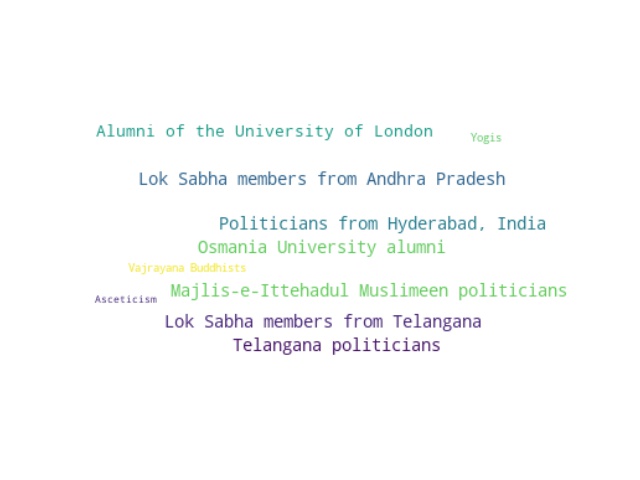 Alumni of the University of London
Yogis
Lok Sabha members from Andhra Pradesh
Politicians from Hyderabad, India
Osmania University alumni
Vajrayana Buddhists
Majlis-e-Ittehadul Muslimeen politicians
Asceticism
Lok Sabha members from Telangana
Telangana politicians